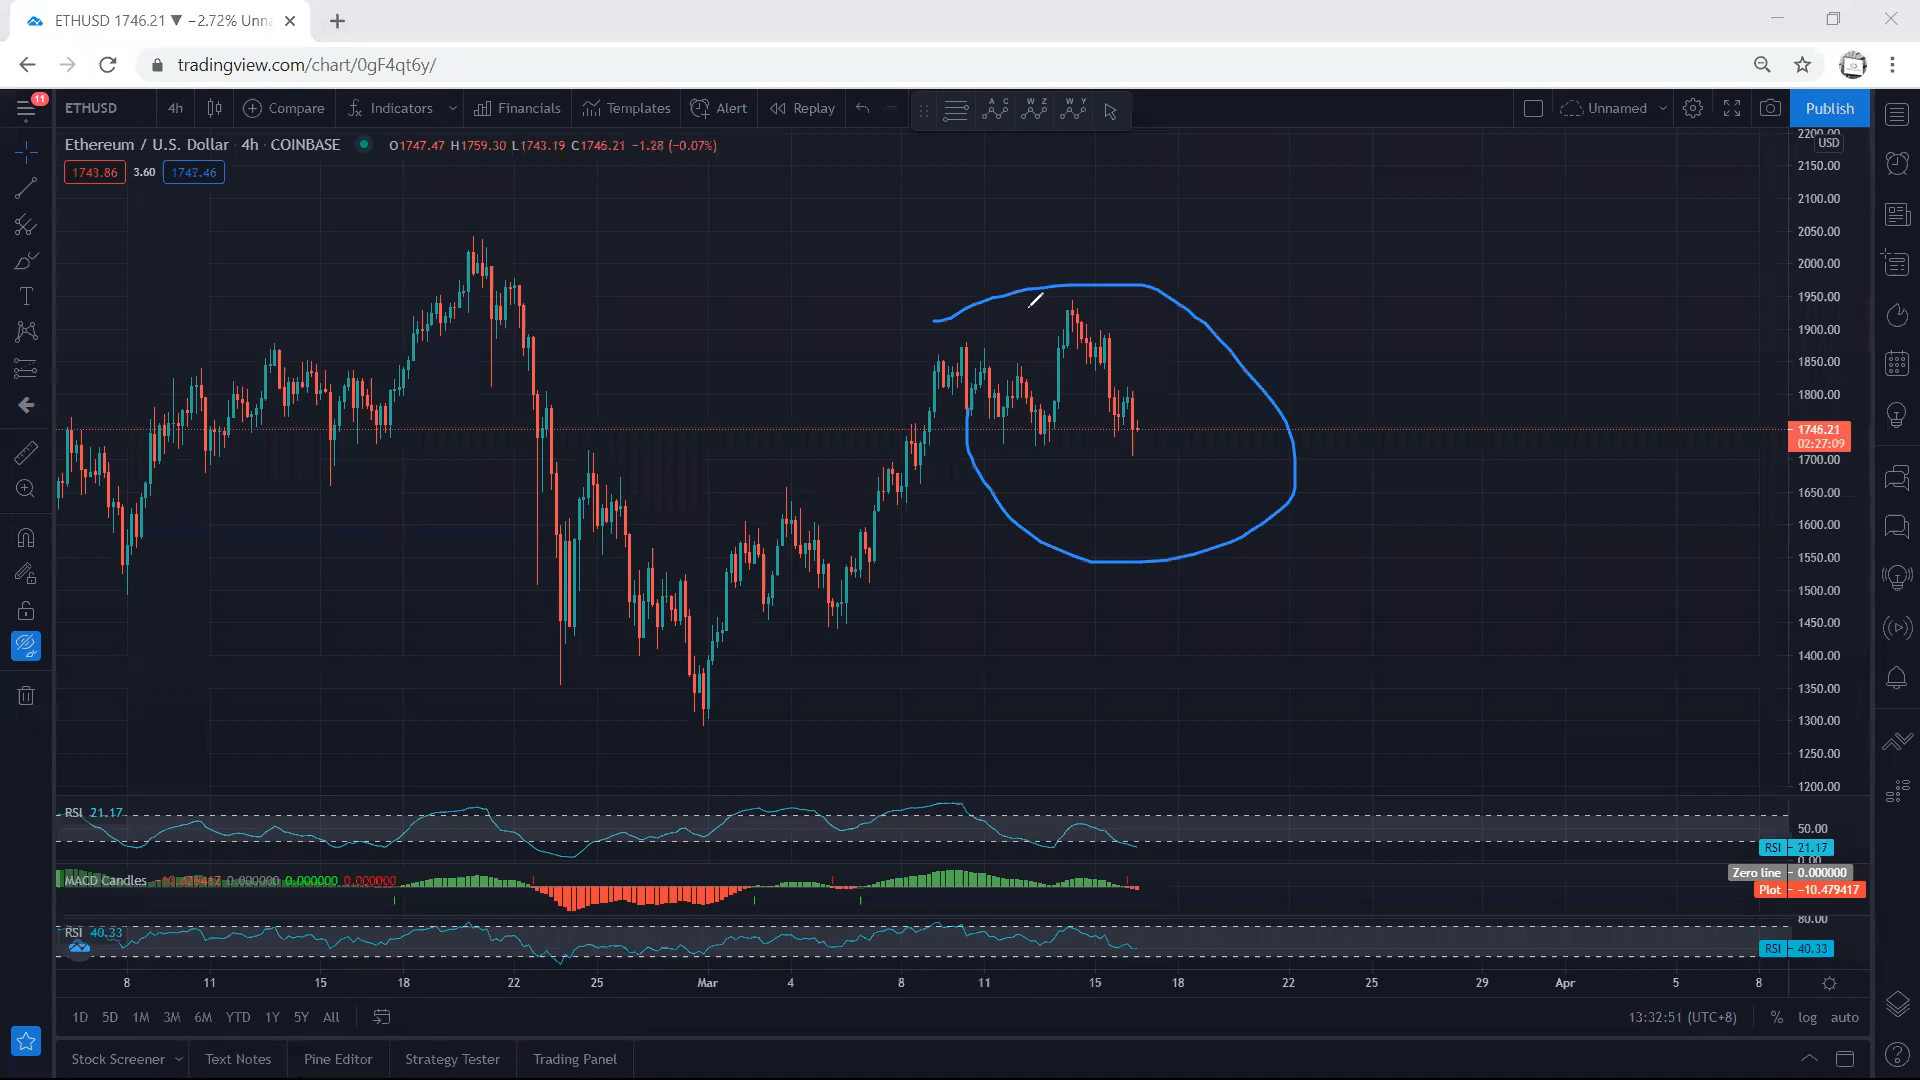 ETHUSD 1746.21 ▼ −2.72% Unna
tradingview.com/chart/0gF4qt6y/
11
ETHUSD 4h Compare Indicators Financials Templates Alert Replay
A C W Z W Y
Unnamed Publish
Ethereum / U.S. Dollar · 4h · COINBASE O1747.47 H1759.30 L1743.19 C1746.21 −1.28 (−0.07%)
1743.86 3.60 1747.46
2200.00
USD
2150.00
2100.00
2050.00
2000.00
1950.00
1900.00
1850.00
1800.00
1746.21
02:27:09
1700.00
1650.00
1600.00
1550.00
1500.00
1450.00
1400.00
1350.00
1300.00
1250.00
1200.00
RSI 21.17
50.00
RSI 21.17
0.00
MACD Candles −10.479417 0.000000 0.000000 0.000000
Zero line 0.000000
Plot −10.479417
80.00
RSI 40.33
RSI 40.33
8 11 15 18 22 25 Mar 4 8 11 15 18 22 25 29 Apr 5 8
1D 5D 1M 3M 6M YTD 1Y 5Y All
13:32:51 (UTC+8) % log auto
Stock Screener Text Notes Pine Editor Strategy Tester Trading Panel